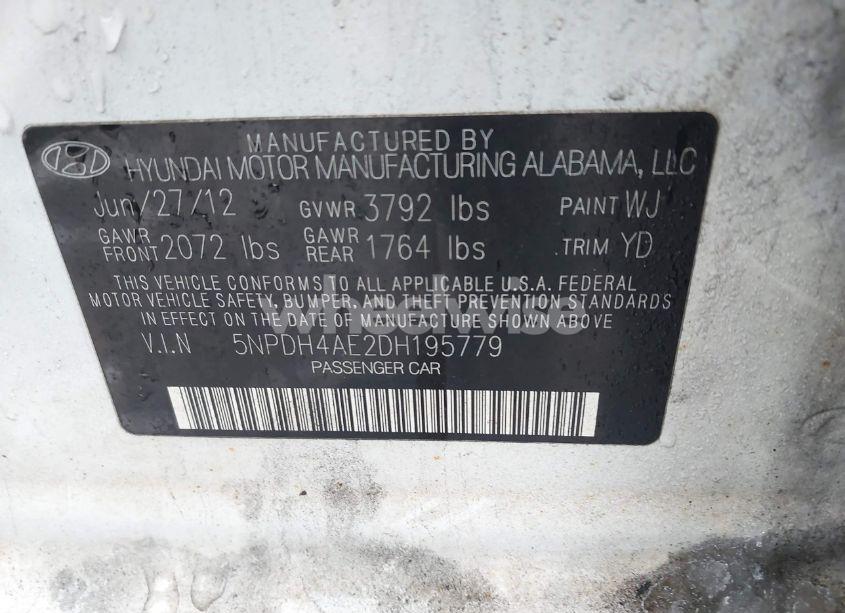 MANUFACTURED BY
HYUNDAI MOTOR MANUFACTURING ALABAMA, LLC
Jun/27/12 GVWR 3792 lbs PAINT WJ
GAWR FRONT 2072 lbs GAWR REAR 1764 lbs TRIM YD
THIS VEHICLE CONFORMS TO ALL APPLICABLE U.S.A. FEDERAL
MOTOR VEHICLE SAFETY, BUMPER, AND THEFT PREVENTION STANDARDS
IN EFFECT ON THE DATE OF MANUFACTURE SHOWN ABOVE
V.I.N 5NPDH4AE2DH195779
PASSENGER CAR
wheelwise